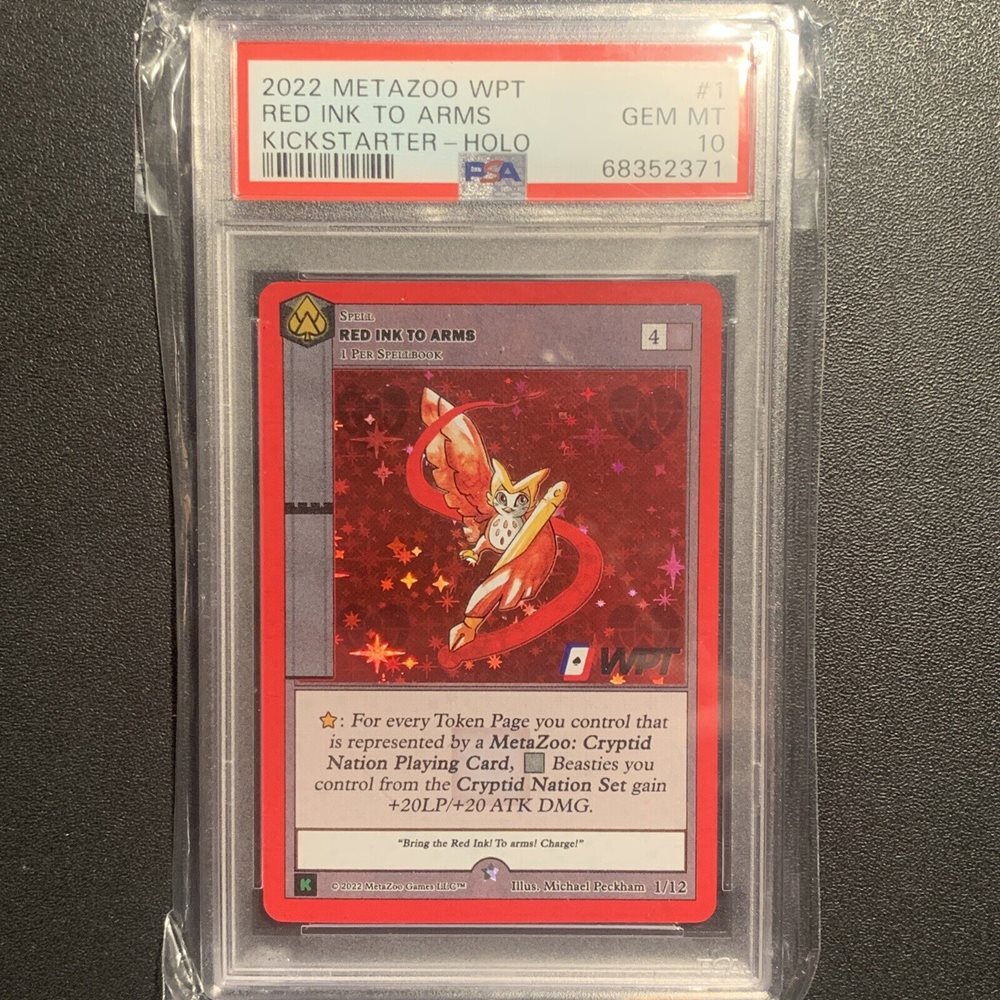 2022 METAZOO WPT #1
RED INK TO ARMS GEM MT
KICKSTARTER-HOLO 10
PSA 68352371
SPELL
RED INK TO ARMS
1 PER SPELLBOOK
4
WPT
: For every Token Page you control that
is represented by a MetaZoo: Cryptid
Nation Playing Card, Beasties you
control from the Cryptid Nation Set gain
+20LP/+20 ATK DMG.
"Bring the Red Ink! To arms! Charge!"
K © 2022 MetaZoo Games LLC™ Illus. Michael Peckham 1/12